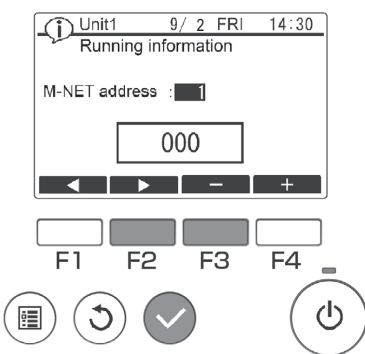 Unit1 9/ 2 FRI 14:30
Running information
M-NET address :1
000
− +
F1 F2 F3 F4